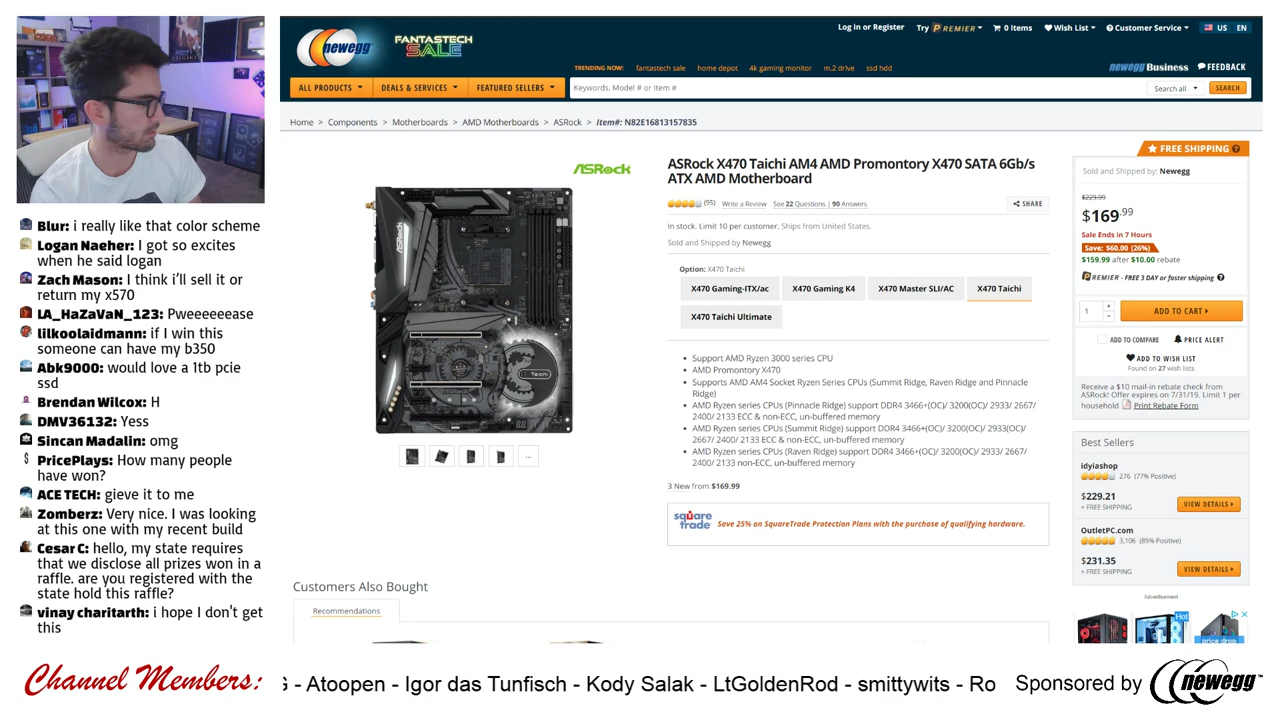 newegg
FANTASTECH
SALE
Log in or Register
Try PREMIER
0 Items
Wish List
Customer Service
US EN
TRENDING NOW: fantastech sale home depot 4k gaming monitor m.2 drive ssd hdd
newegg Business
FEEDBACK
ALL PRODUCTS
DEALS & SERVICES
FEATURED SELLERS
Keywords, Model # or Item #
Search all
SEARCH
Home > Components > Motherboards > AMD Motherboards > ASRock > Item#: N82E16813157835
FREE SHIPPING
ASRock
ASRock
Taichi
ASRock X470 Taichi AM4 AMD Promontory X470 SATA 6Gb/s
ATX AMD Motherboard
(95) Write a Review See 22 Questions | 90 Answers
SHARE
In stock. Limit 10 per customer. Ships from United States.
Sold and Shipped by Newegg
Option: X470 Taichi
X470 Gaming-ITX/ac
X470 Gaming K4
X470 Master SLI/AC
X470 Taichi
X470 Taichi Ultimate
Support AMD Ryzen 3000 series CPU
AMD Promontory X470
Supports AMD AM4 Socket Ryzen Series CPUs (Summit Ridge, Raven Ridge and Pinnacle
Ridge)
AMD Ryzen series CPUs (Pinnacle Ridge) support DDR4 3466+(OC)/ 3200(OC)/ 2933/ 2667/
2400/ 2133 ECC & non-ECC, un-buffered memory
AMD Ryzen series CPUs (Summit Ridge) support DDR4 3466+(OC)/ 3200(OC)/ 2933(OC)/
2667/ 2400/ 2133 ECC & non-ECC, un-buffered memory
AMD Ryzen series CPUs (Raven Ridge) support DDR4 3466+(OC)/ 3200(OC)/ 2933/ 2667/
2400/ 2133 non-ECC, un-buffered memory
3 New from $169.99
square
trade
Save 25% on SquareTrade Protection Plans with the purchase of qualifying hardware.
Sold and Shipped by: Newegg
$229.99
$169.99
Sale Ends in 7 Hours
Save: $60.00 (26%)
$159.99 after $10.00 rebate
PREMIER - FREE 3 DAY or faster shipping
1
ADD TO CART
ADD TO COMPARE
PRICE ALERT
ADD TO WISH LIST
Found on 27 wish lists
Receive a $10 mail-in rebate check from
ASRock! Offer expires on 7/31/19. Limit 1 per
household Print Rebate Form
Best Sellers
idyiashop
276 (77% Positive)
$229.21
+ FREE SHIPPING
VIEW DETAILS
OutletPC.com
3,106 (89% Positive)
$231.35
+ FREE SHIPPING
VIEW DETAILS
Advertisement
Hot
price drop
Customers Also Bought
Recommendations
Blur: i really like that color scheme
Logan Naeher: I got so excites
when he said logan
Zach Mason: I think i'll sell it or
return my x570
LA_HaZaVaN_123: Pweeeeeease
lilkoolaidmann: if I win this
someone can have my b350
Abk9000: would love a 1tb pcie
ssd
Brendan Wilcox: H
DMV36132: Yess
Sincan Madalin: omg
PricePlays: How many people
have won?
ACE TECH: gieve it to me
Zomberz: Very nice. I was looking
at this one with my recent build
Cesar C: hello, my state requires
that we disclose all prizes won in a
raffle. are you registered with the
state hold this raffle?
vinay charitarth: i hope I don't get
this
Channel Members:
G - Atoopen - Igor das Tunfisch - Kody Salak - LtGoldenRod - smittywits - Ro
Sponsored by newegg